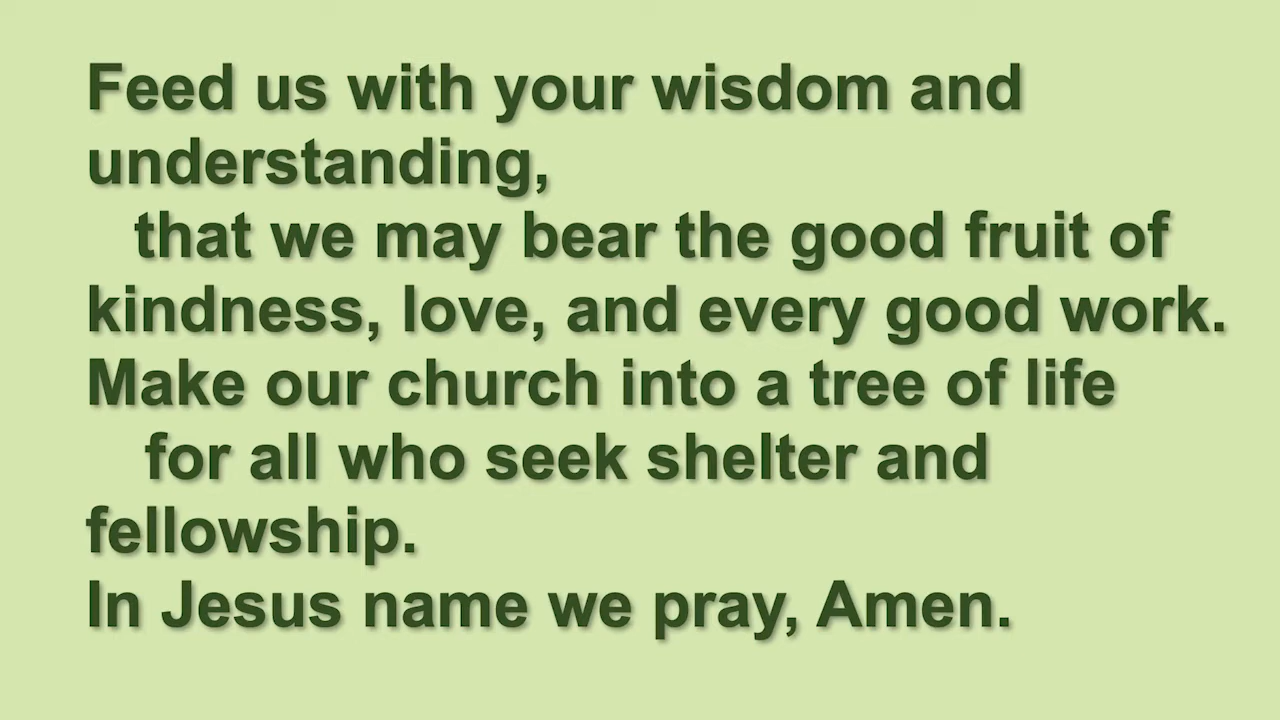 Feed us with your wisdom and
understanding,
that we may bear the good fruit of
kindness, love, and every good work.
Make our church into a tree of life
for all who seek shelter and
fellowship.
In Jesus name we pray, Amen.